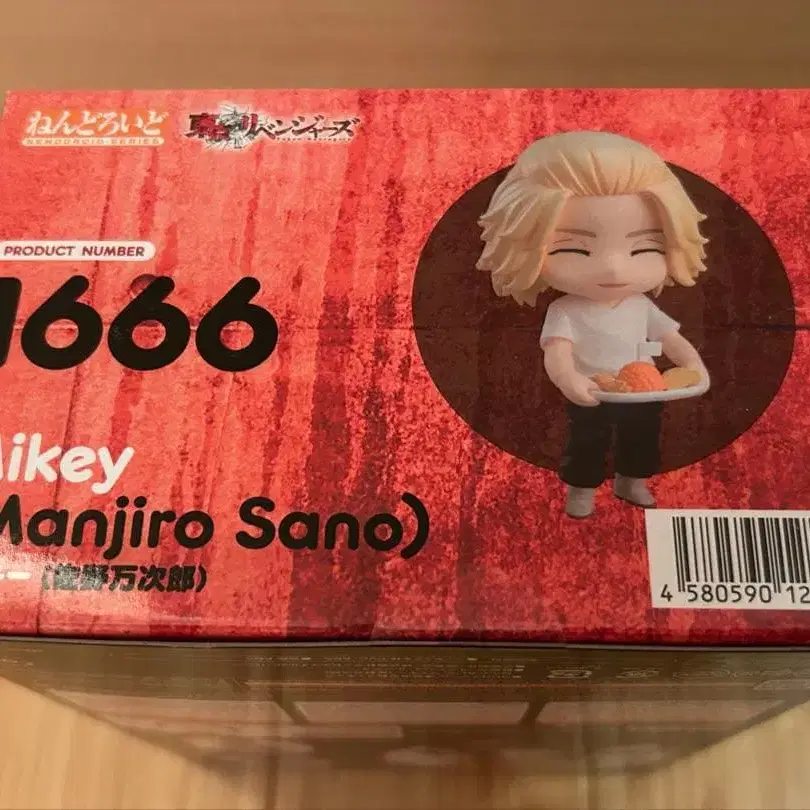 ねんどろいど
NENDOROID SERIES
東京リベンジャーズ
PRODUCT NUMBER
1666
Mikey
(Manjiro Sano)
ー(佐野万次郎)
4 580590 12